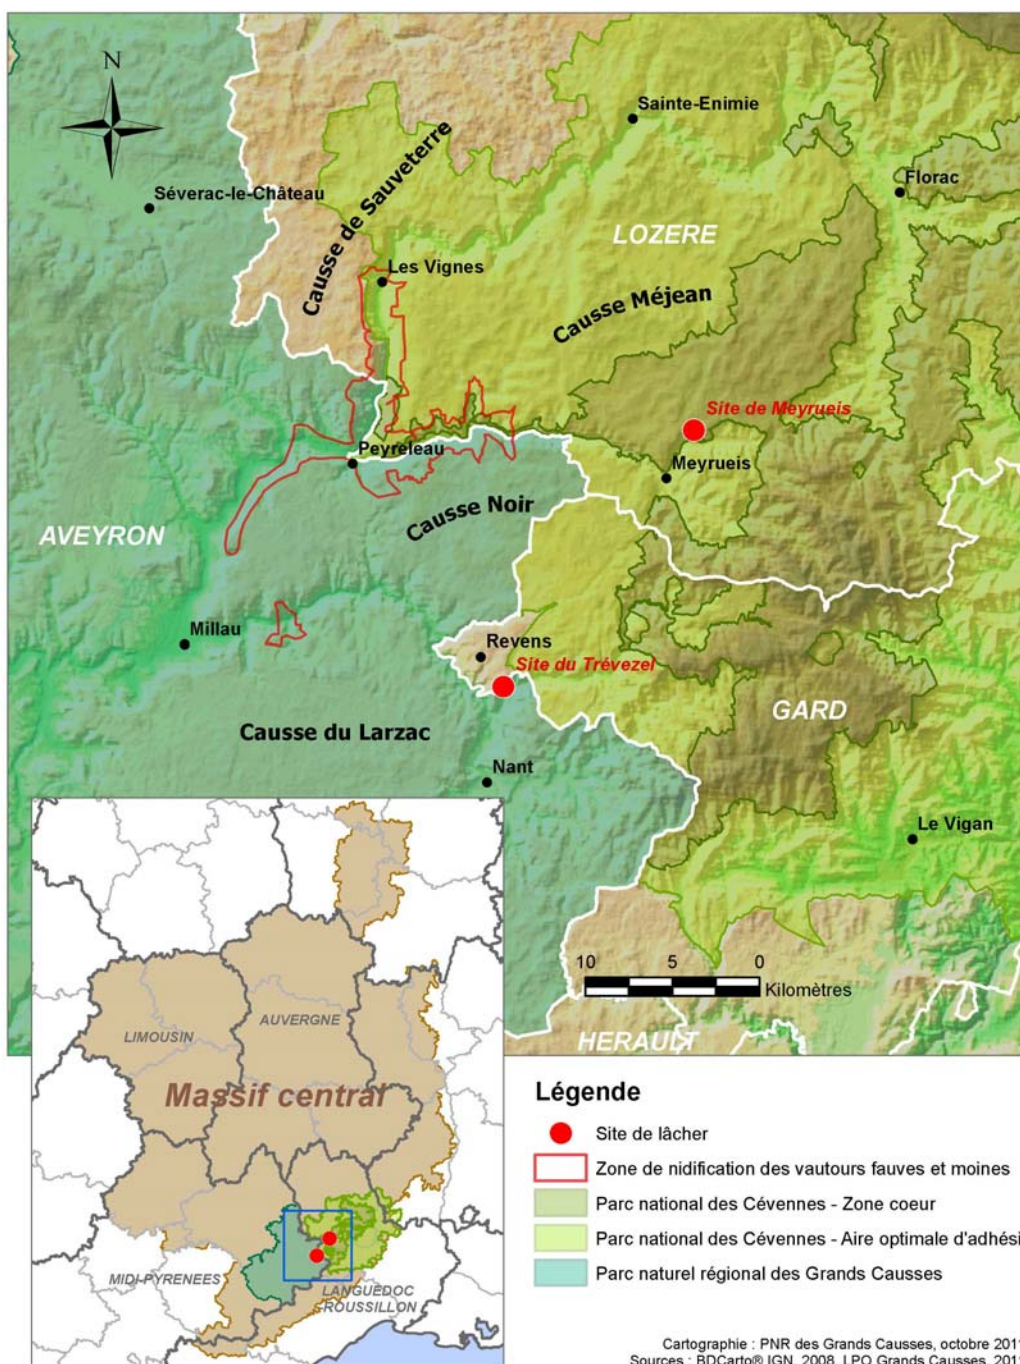 N
Sainte-Enimie
Florac
Séverac-le-Château
Causse de Sauveterre
LOZERE
Les Vignes
Causse Méjean
Site de Meyrueis
Peyreleau
Meyrueis
Causse Noir
AVEYRON
Millau
Revens
Site du Trévezel
GARD
Causse du Larzac
Nant
Le Vigan
10 5 0
Kilomètres
HERAULT
LIMOUSIN
AUVERGNE
Massif central
MIDI-PYRENEES
LANGUEDOC
-ROUSSILLON
Légende
Site de lâcher
Zone de nidification des vautours fauves et moines
Parc national des Cévennes - Zone coeur
Parc national des Cévennes - Aire optimale d'adhési
Parc naturel régional des Grands Causses
Cartographie : PNR des Grands Causses, octobre 2011
Sources : BDCarto® IGN, 2008, LPO Grands Causses, 2011